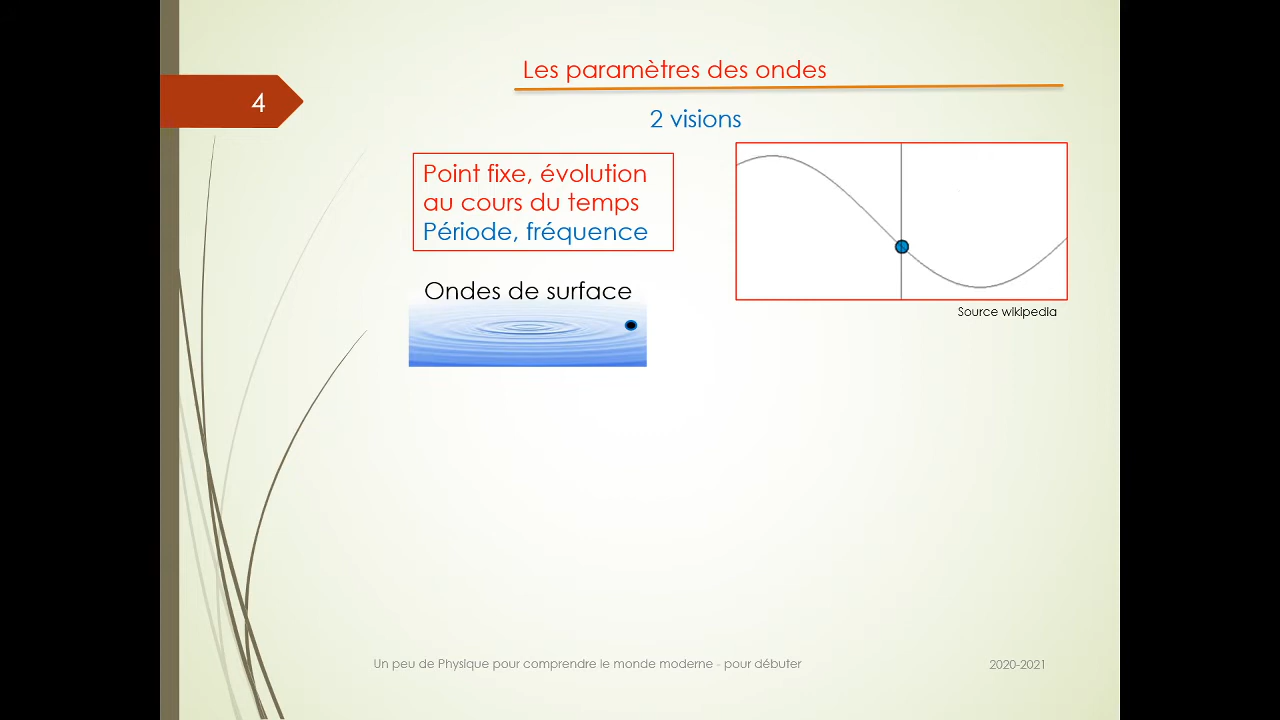 Les paramètres des ondes
4
2 visions
Point fixe, évolution
au cours du temps
Période, fréquence
Ondes de surface
Source wikipedia
Un peu de Physique pour comprendre le monde moderne - pour débuter
2020-2021